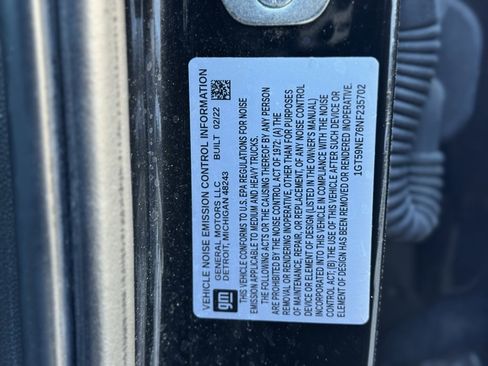 gm
VEHICLE NOISE EMISSION CONTROL INFORMATION
GENERAL MOTORS LLC
DETROIT, MICHIGAN 48243
BUILT 02/22
THIS VEHICLE CONFORMS TO U.S. EPA REGULATIONS FOR NOISE
EMISSION APPLICABLE TO MEDIUM AND HEAVY TRUCKS.
THE FOLLOWING ACTS OR THE CAUSING THEREOF BY ANY PERSON
ARE PROHIBITED BY THE NOISE CONTROL ACT OF 1972: (A) THE
REMOVAL OR RENDERING INOPERATIVE, OTHER THAN FOR PURPOSES
OF MAINTENANCE, REPAIR, OR REPLACEMENT, OF ANY NOISE CONTROL
ELEMENT OF DESIGN (LISTED IN THE OWNER'S MANUAL)
INCORPORATED INTO THIS VEHICLE IN COMPLIANCE WITH THE NOISE
CONTROL ACT; (B) THE USE OF THIS VEHICLE AFTER SUCH DEVICE OR
ELEMENT OF DESIGN HAS BEEN REMOVED OR RENDERED INOPERATIVE.
1GT59NE76NF235702